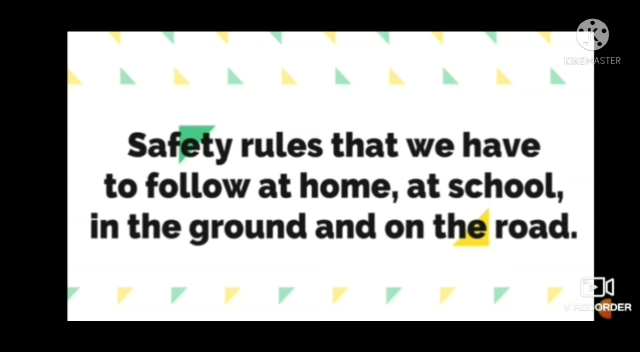 KINEMASTER
Safety rules that we have
to follow at home, at school,
in the ground and on the road.
V RECORDER